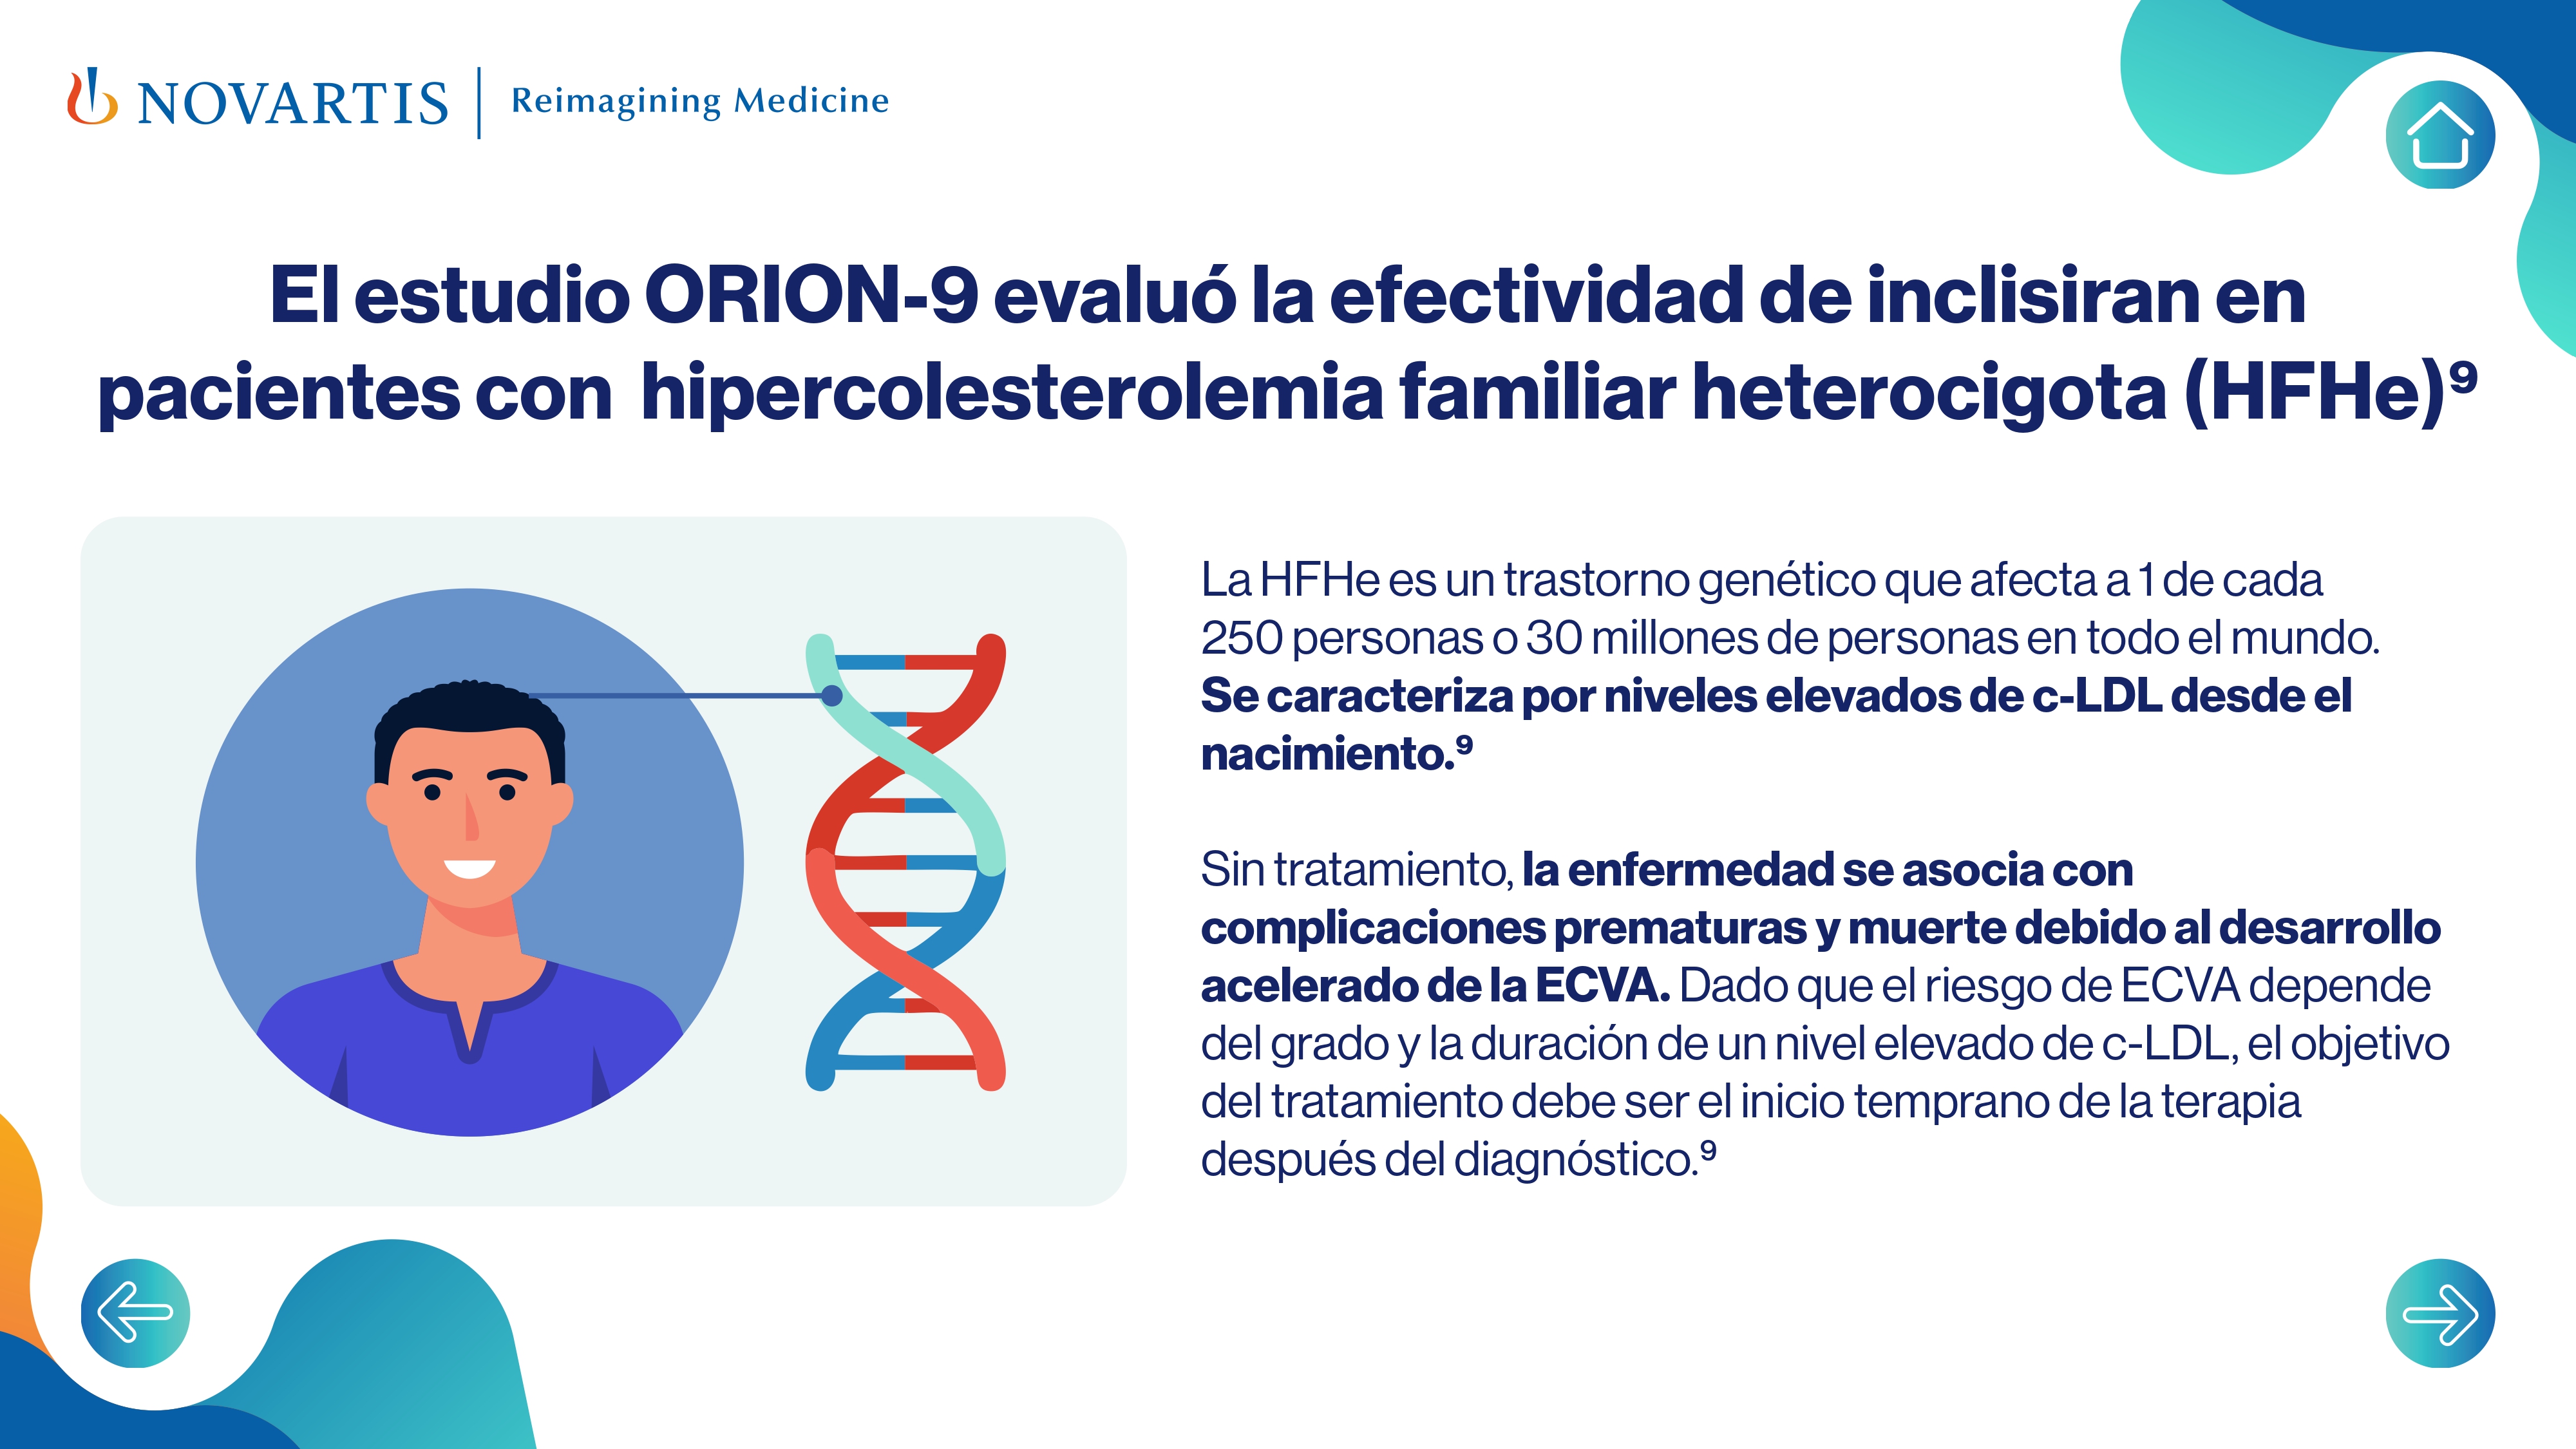 NOVARTIS | Reimagining Medicine
El estudio ORION-9 evaluó la efectividad de inclisiran en
pacientes con hipercolesterolemia familiar heterocigota (HFHe)⁹
La HFHe es un trastorno genético que afecta a 1 de cada
250 personas o 30 millones de personas en todo el mundo.
Se caracteriza por niveles elevados de c-LDL desde el
nacimiento.⁹
Sin tratamiento, la enfermedad se asocia con
complicaciones prematuras y muerte debido al desarrollo
acelerado de la ECVA. Dado que el riesgo de ECVA depende
del grado y la duración de un nivel elevado de c-LDL, el objetivo
del tratamiento debe ser el inicio temprano de la terapia
después del diagnóstico.⁹